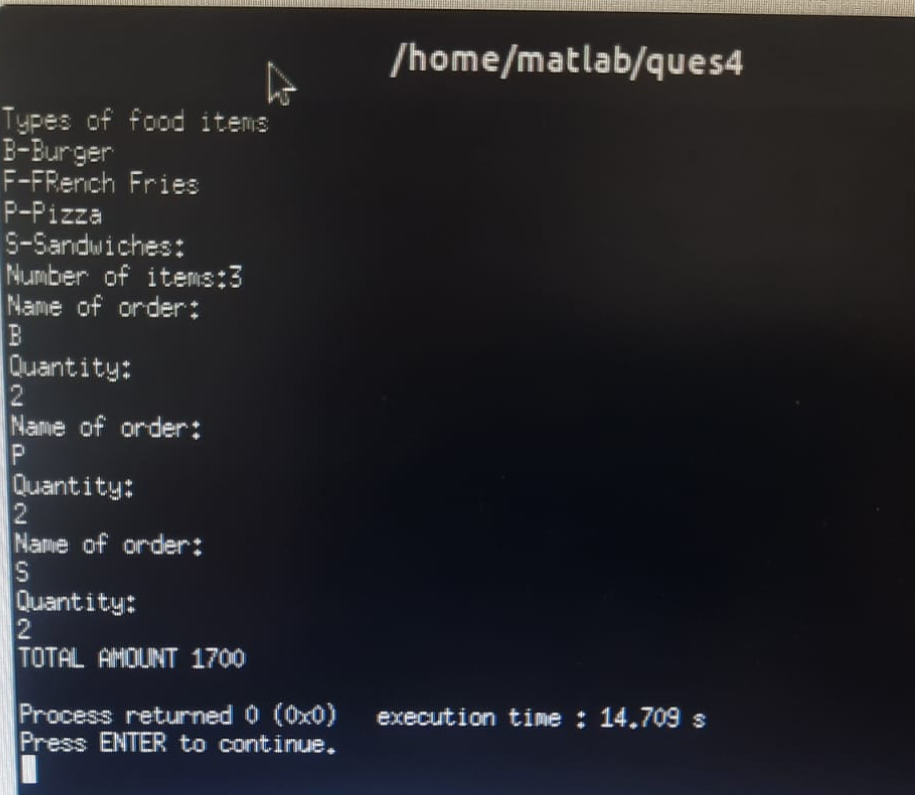 /home/matlab/ques4
Types of food items
B-Burger
F-FRench Fries
P-Pizza
S-Sandwiches:
Number of items:3
Name of order:
B
Quantity:
2
Name of order:
P
Quantity:
2
Name of order:
S
Quantity:
2
TOTAL AMOUNT 1700
Process returned 0 (0x0)   execution time : 14.709 s
Press ENTER to continue.